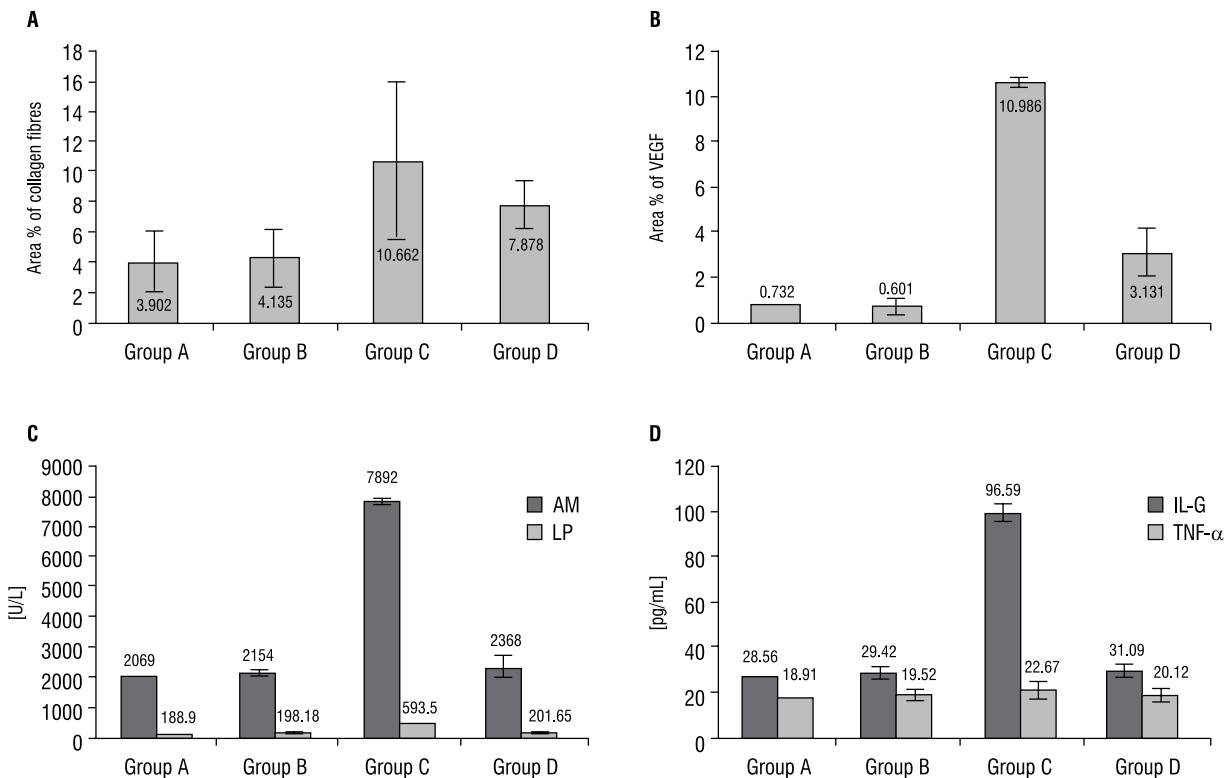 A
Area % of collagen fibres
18
16
14
12
10
8
6
4
2
0
3.902
4.135
10.662
7.878
Group A
Group B
Group C
Group D
B
Area % of VEGF
12
10
8
6
4
2
0
0.732
0.601
10.986
3.131
Group A
Group B
Group C
Group D
C
[U/L]
9000
8000
7000
6000
5000
4000
3000
2000
1000
0
2069
188.9
2154
198.18
7892
593.5
2368
201.65
AM
LP
Group A
Group B
Group C
Group D
D
[pg/mL]
120
100
80
60
40
20
0
28.56
18.91
29.42
19.52
96.59
22.67
31.09
20.12
IL-G
TNF-α
Group A
Group B
Group C
Group D